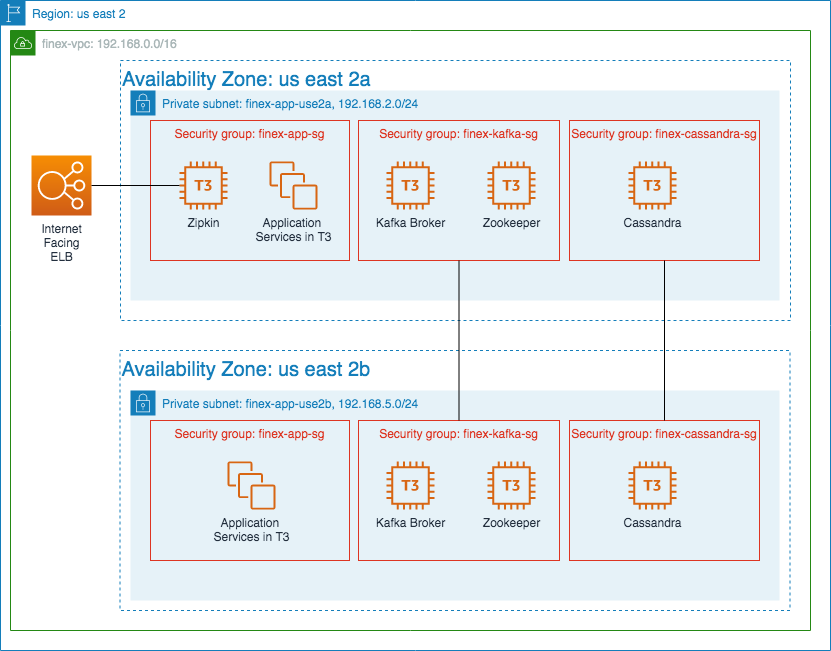 Region: us east 2
finex-vpc: 192.168.0.0/16
Availability Zone: us east 2a
Private subnet: finex-app-use2a, 192.168.2.0/24
Security group: finex-app-sg
Security group: finex-kafka-sg
Security group: finex-cassandra-sg
T3
T3
T3
T3
Zipkin
Application
Services in T3
Kafka Broker
Zookeeper
Cassandra
Internet
Facing
ELB
Availability Zone: us east 2b
Private subnet: finex-app-use2b, 192.168.5.0/24
Security group: finex-app-sg
Security group: finex-kafka-sg
Security group: finex-cassandra-sg
T3
T3
T3
Application
Services in T3
Kafka Broker
Zookeeper
Cassandra